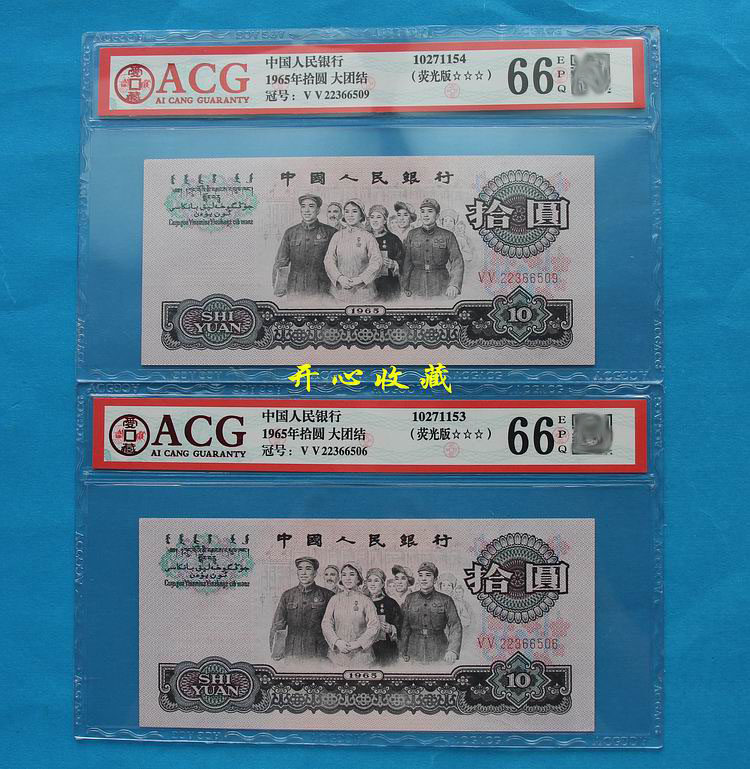 ACG
AI CANG GUARANTY
中国人民银行
1965年拾圆 大团结
冠号：VV22366509
10271154
（荧光版☆☆☆）
66
EPQ
中國人民銀行
拾圓
VV 22366509
SHI YUAN
1965
10
开心收藏
ACG
AI CANG GUARANTY
中国人民银行
1965年拾圆 大团结
冠号：VV22366506
10271153
（荧光版☆☆☆）
66
EPQ
中國人民銀行
拾圓
VV 22366506
SHI YUAN
1965
10